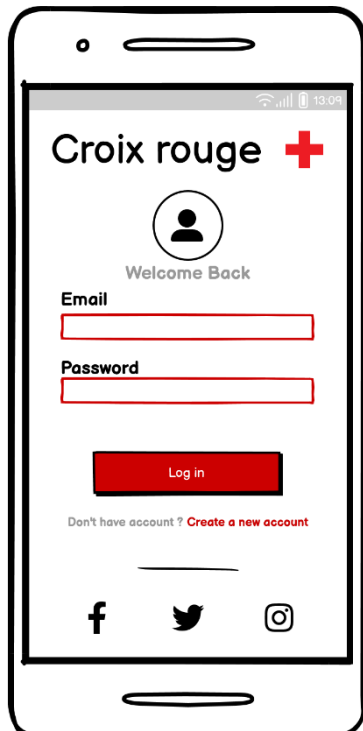 13:09
Croix rouge
Welcome Back
Email
Password
Log in
Don't have account ? Create a new account